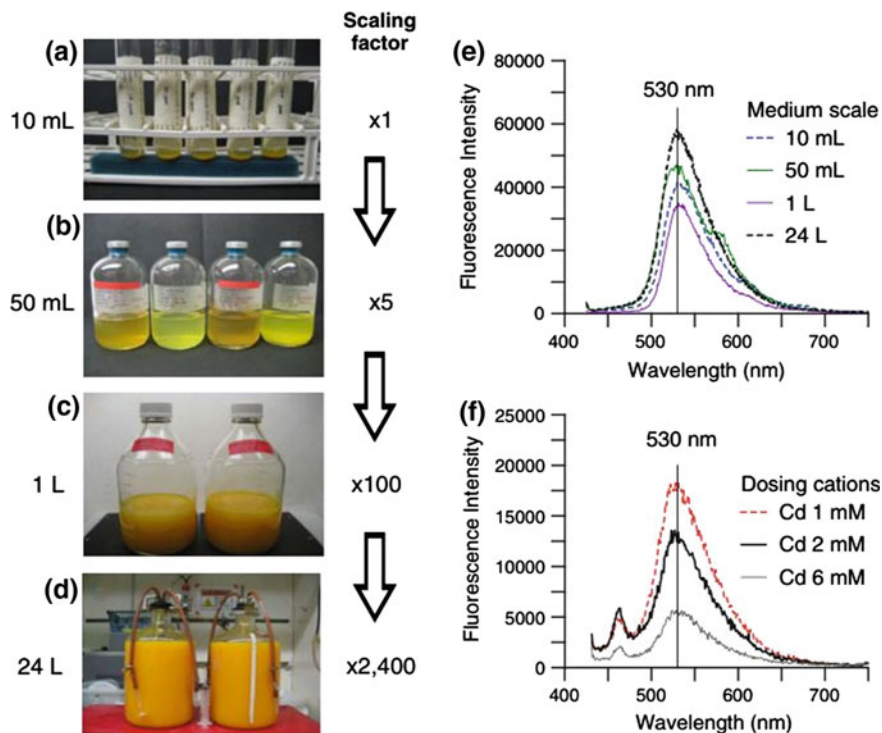 Scaling
factor
(a)
10 mL
x1
(b)
50 mL
x5
(c)
1 L
x100
(d)
24 L
x2,400
(e)
Fluorescence Intensity
80000
60000
40000
20000
0
530 nm
Medium scale
10 mL
50 mL
1 L
24 L
400 500 600 700
Wavelength (nm)
(f)
Fluorescence Intensity
25000
20000
17500
15000
10000
5000
0
530 nm
Dosing cations
Cd 1 mM
Cd 2 mM
Cd 6 mM
400 500 600 700
Wavelength (nm)